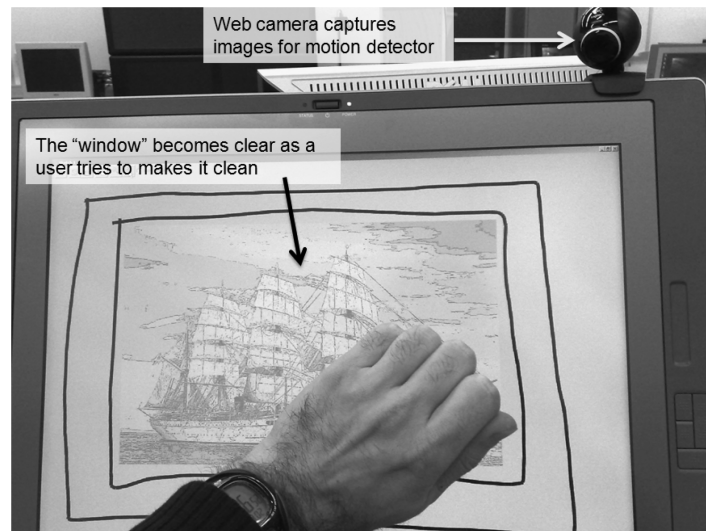 Web camera captures
images for motion detector
The “window” becomes clear as a
user tries to makes it clean